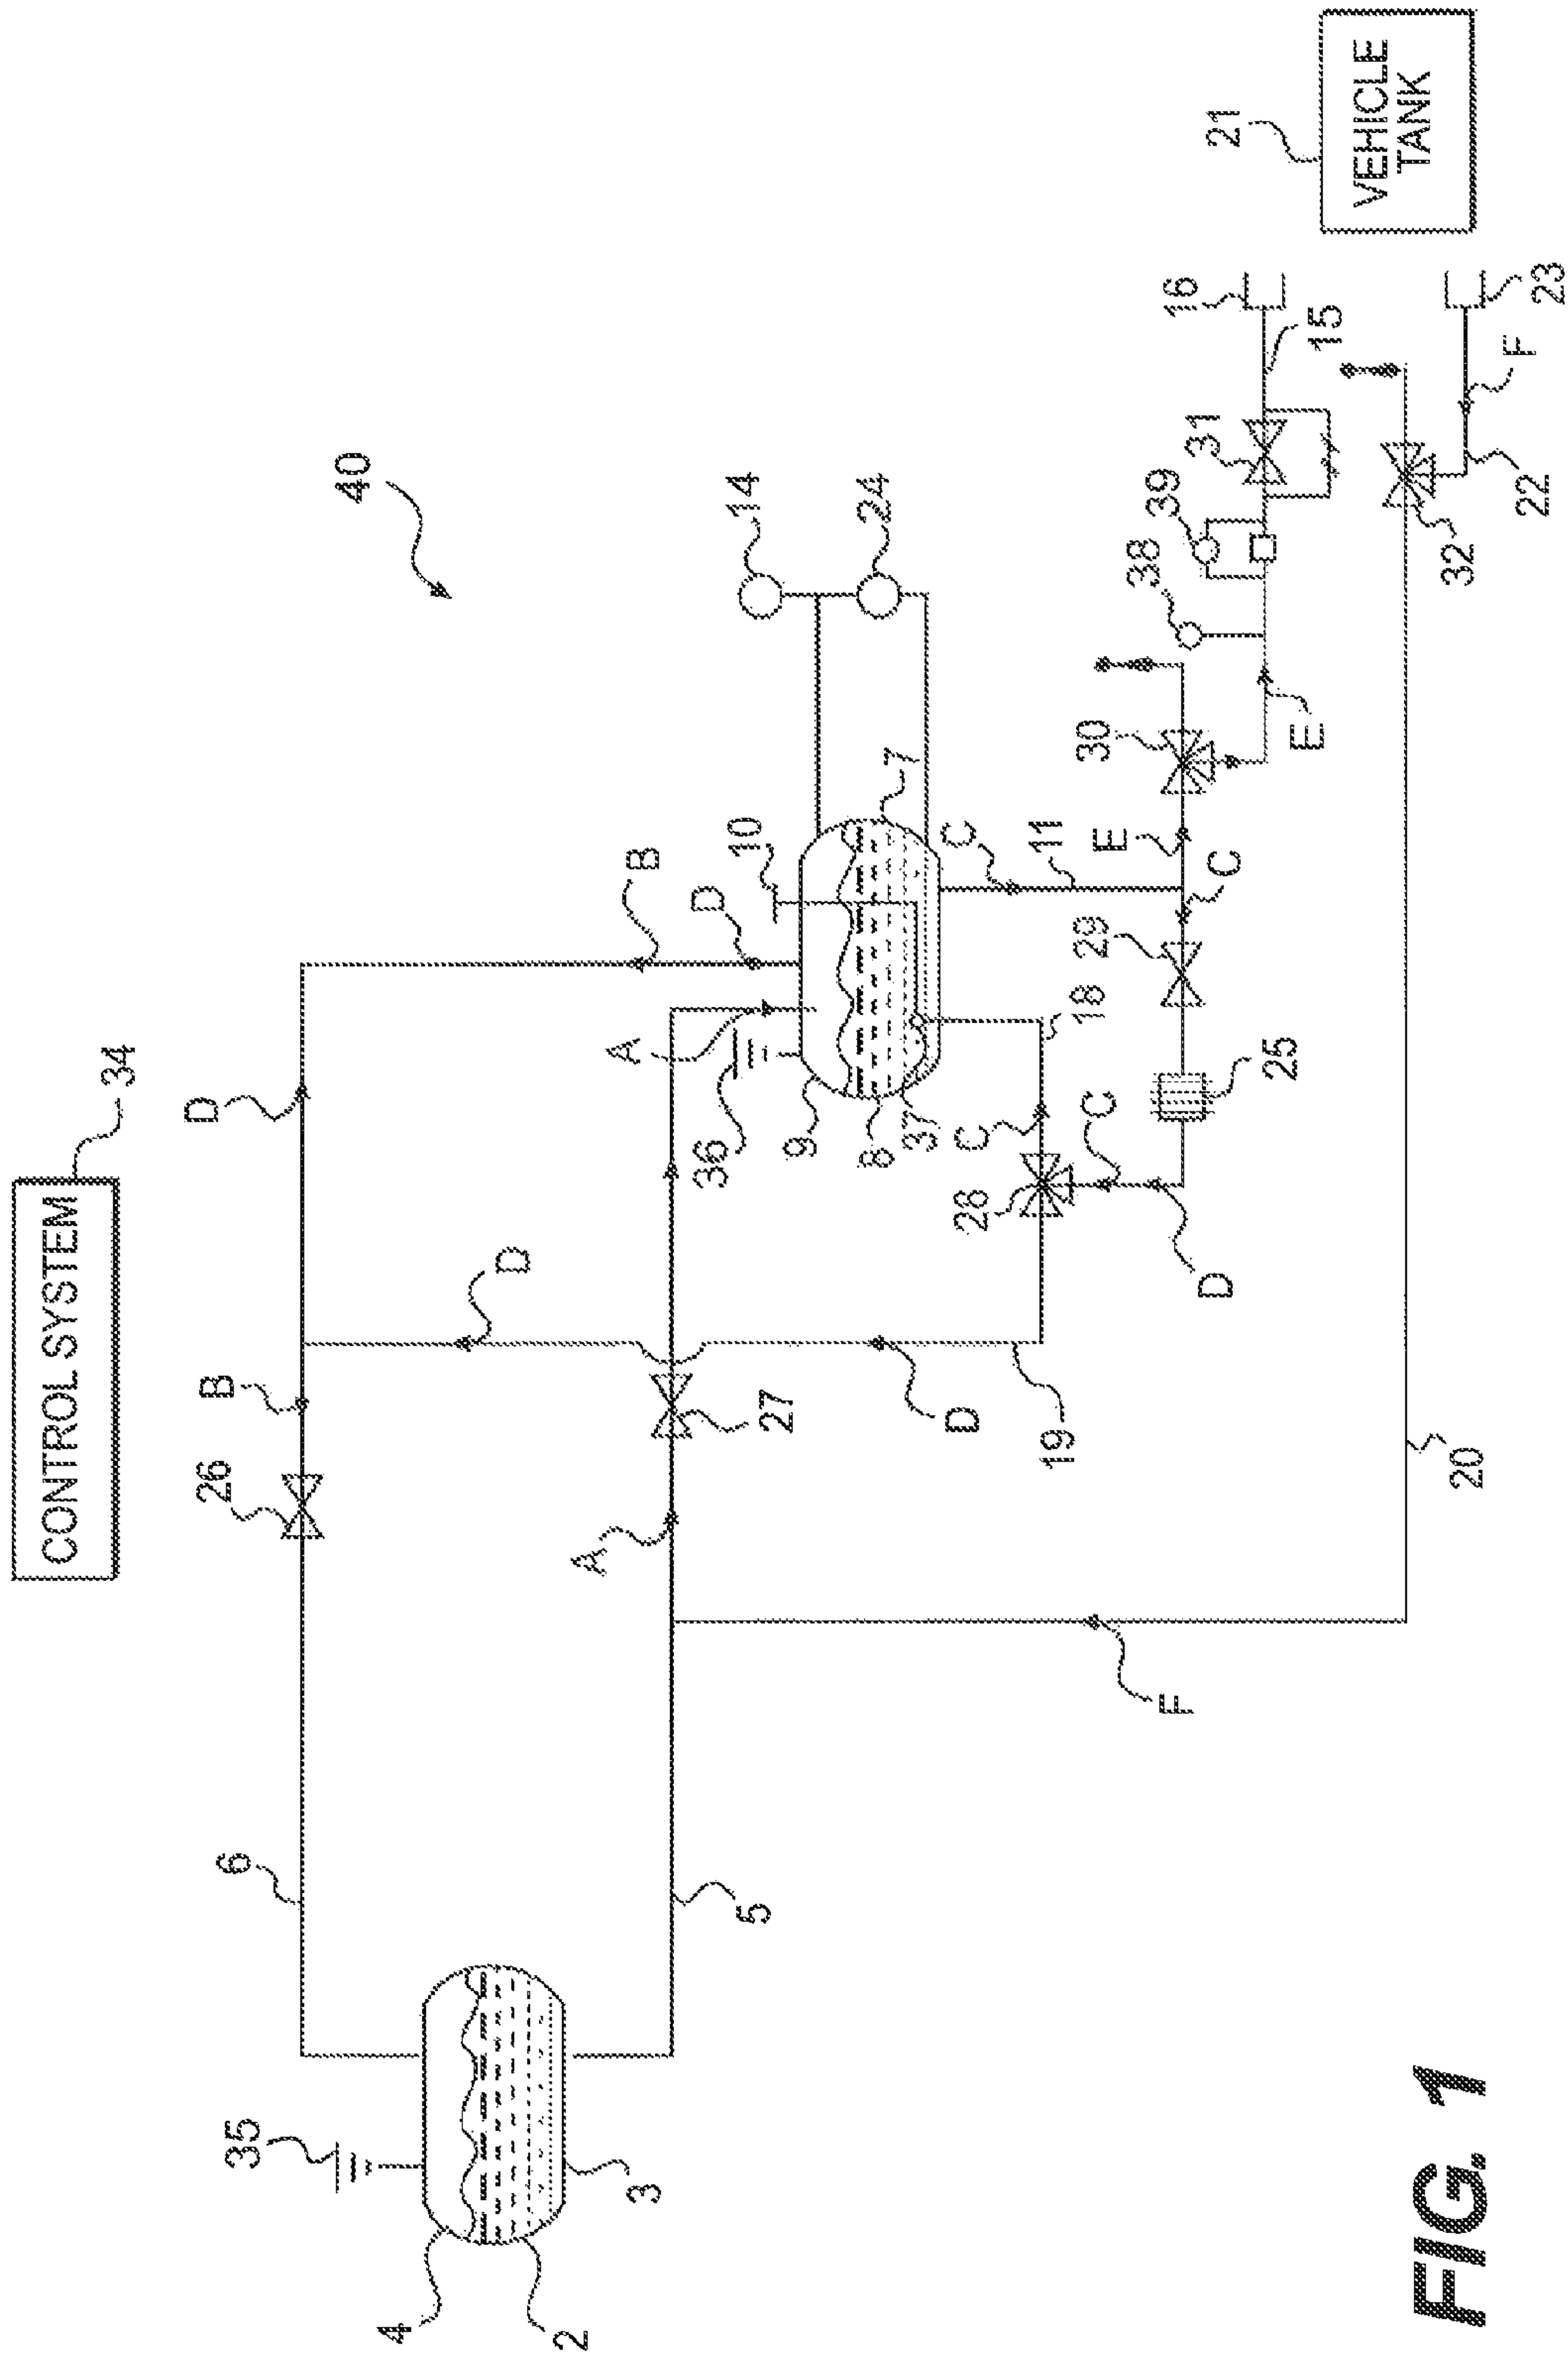 CONTROL SYSTEM
34
35
6
26
B
D
40
4
D
2
A
3
A
B
D
36
10
14
5
27
9
8
7
24
37
D
28
C
C
11
19
18
C
29
E
30
38
39
F
16
D
C
31
21
25
E
15
VEHICLE
TANK
20
32
F
22
23
FIG. 1